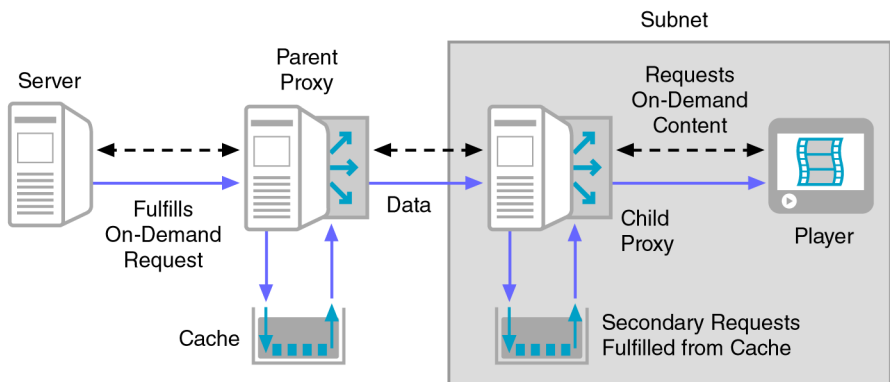 Subnet
Server
Parent
Proxy
Requests
On-Demand
Content
Fulfills
On-Demand
Request
Data
Child
Proxy
Player
Cache
Secondary Requests
Fulfilled from Cache